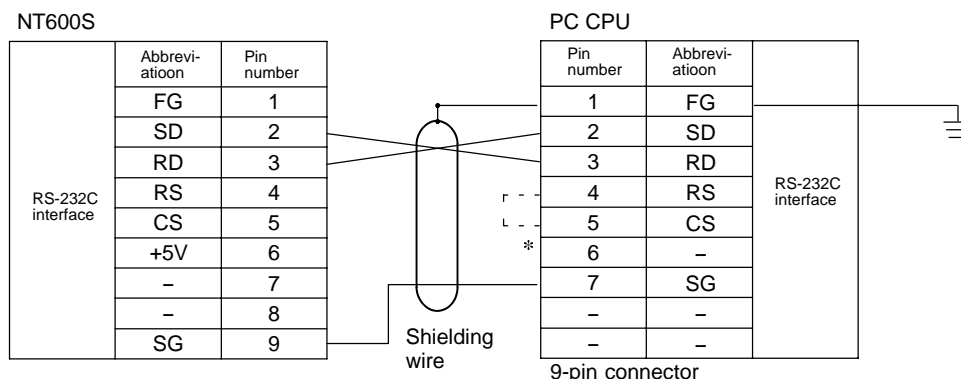 NT600S
PC CPU
Abbrevi-
atioon
Pin
number
FG 1
SD 2
RD 3
RS 4
CS 5
+5V 6
– 7
– 8
SG 9
RS-232C
interface
Shielding
wire
Pin
number
Abbrevi-
atioon
1 FG
2 SD
3 RD
4 RS
5 CS
* 6 –
7 SG
– –
– –
RS-232C
interface
9-pin connector